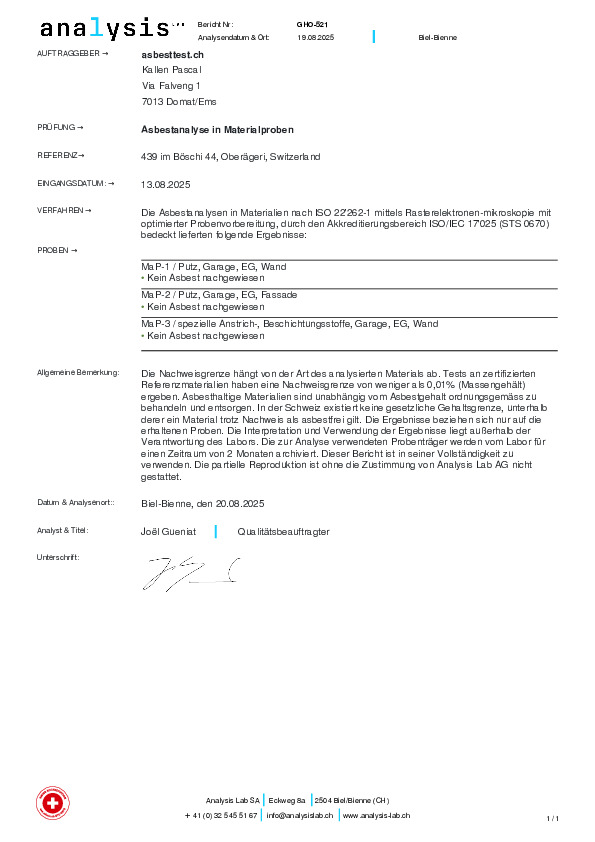 analysis
Bericht Nr: GHO-521
Analysendatum & Ort: 19.08.2025 Biel-Bienne
AUFTRAGGEBER → asbesttest.ch
Kallen Pascal
Via Falveng 1
7013 Domat/Ems
PRÜFUNG → Asbestanalyse in Materialproben
REFERENZ→ 439 im Böschi 44, Oberägeri, Switzerland
EINGANGSDATUM: → 13.08.2025
VERFAHREN → Die Asbestanalysen in Materialien nach ISO 22'262-1 mittels Rasterelektronen-mikroskopie mit
optimierter Probenvorbereitung, durch den Akkreditierungsbereich ISO/IEC 17025 (STS 0670)
bedeckt lieferten folgende Ergebnisse:
PROBEN →
MaP-1 / Putz, Garage, EG, Wand
• Kein Asbest nachgewiesen
MaP-2 / Putz, Garage, EG, Fassade
• Kein Asbest nachgewiesen
MaP-3 / spezielle Anstrich-, Beschichtungsstoffe, Garage, EG, Wand
• Kein Asbest nachgewiesen
Allgemeine Bemerkung: Die Nachweisgrenze hängt von der Art des analysierten Materials ab. Tests an zertifizierten
Referenzmaterialien haben eine Nachweisgrenze von weniger als 0,01% (Massengehält)
ergeben. Asbesthaltige Materialien sind unabhängig vom Asbestgehalt ordnungsgemäss zu
behandeln und entsorgen. In der Schweiz existiert keine gesetzliche Gehaltsgrenze, unterhalb
derer ein Material trotz Nachweis als asbestfrei gilt. Die Ergebnisse beziehen sich nur auf die
erhaltenen Proben. Die Interpretation und Verwendung der Ergebnisse liegt außerhalb der
Verantwortung des Labors. Die zur Analyse verwendeten Probenträger werden vom Labor für
einen Zeitraum von 2 Monaten archiviert. Dieser Bericht ist in seiner Vollständigkeit zu
verwenden. Die partielle Reproduktion ist ohne die Zustimmung von Analysis Lab AG nicht
gestattet.
Datum & Analysenort:: Biel-Bienne, den 20.08.2025
Analyst & Titel: Joël Gueniat Qualitätsbeauftragter
Unterschrift:
Analysis Lab SA Eckweg 8a 2504 Biel/Bienne (CH)
+ 41 (0) 32 545 51 67 info@analysislab.ch www.analysis-lab.ch
1 / 1